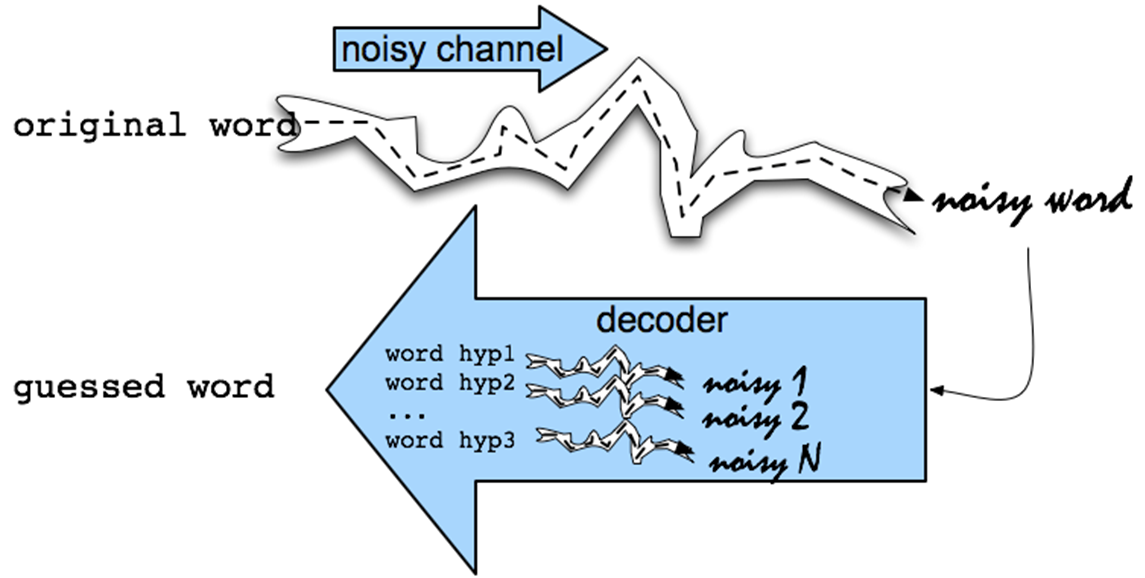 noisy channel
original word
noisy word
decoder
word hyp1
noisy 1
word hyp2
noisy 2
...
word hyp3
noisy N
guessed word